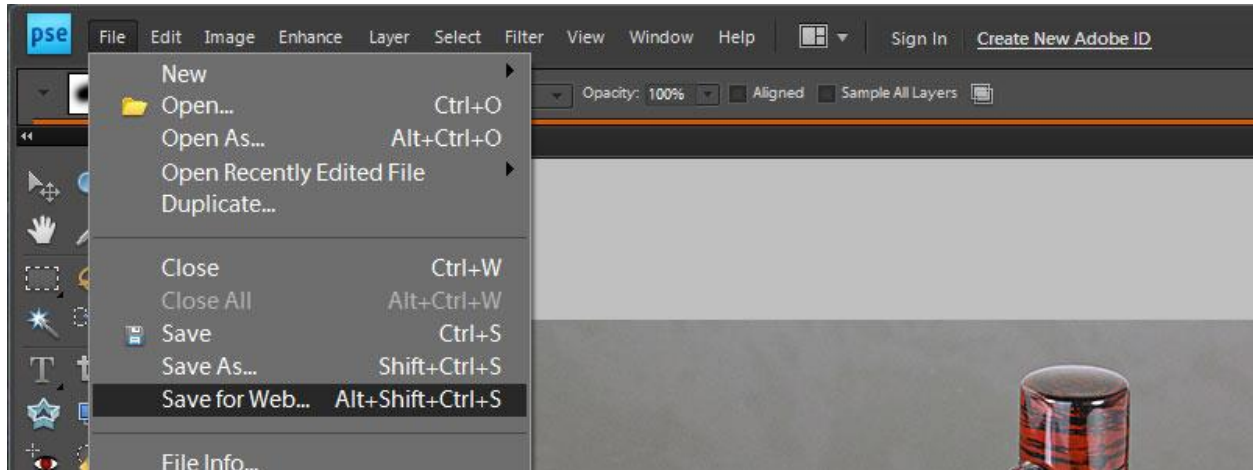 pse File Edit Image Enhance Layer Select Filter View Window Help Sign In Create New Adobe ID
Opacity: 100% Aligned Sample All Layers
New
Open... Ctrl+O
Open As... Alt+Ctrl+O
Open Recently Edited File
Duplicate...
Close Ctrl+W
Close All Alt+Ctrl+W
Save Ctrl+S
Save As... Shift+Ctrl+S
Save for Web... Alt+Shift+Ctrl+S
File Info...